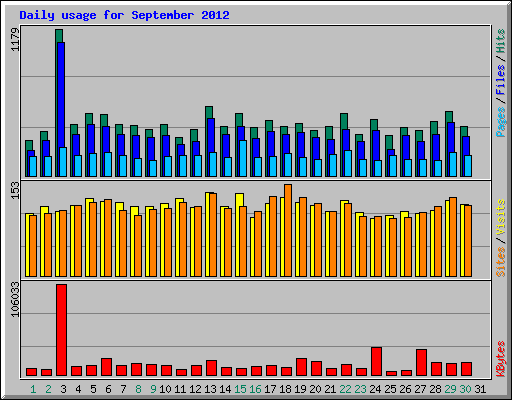 Daily usage for September 2012
1179
Pages / Files / Hits
153
Sites / Visits
106033
KBytes
1 2 3 4 5 6 7 8 9 10 11 12 13 14 15 16 17 18 19 20 21 22 23 24 25 26 27 28 29 30 31